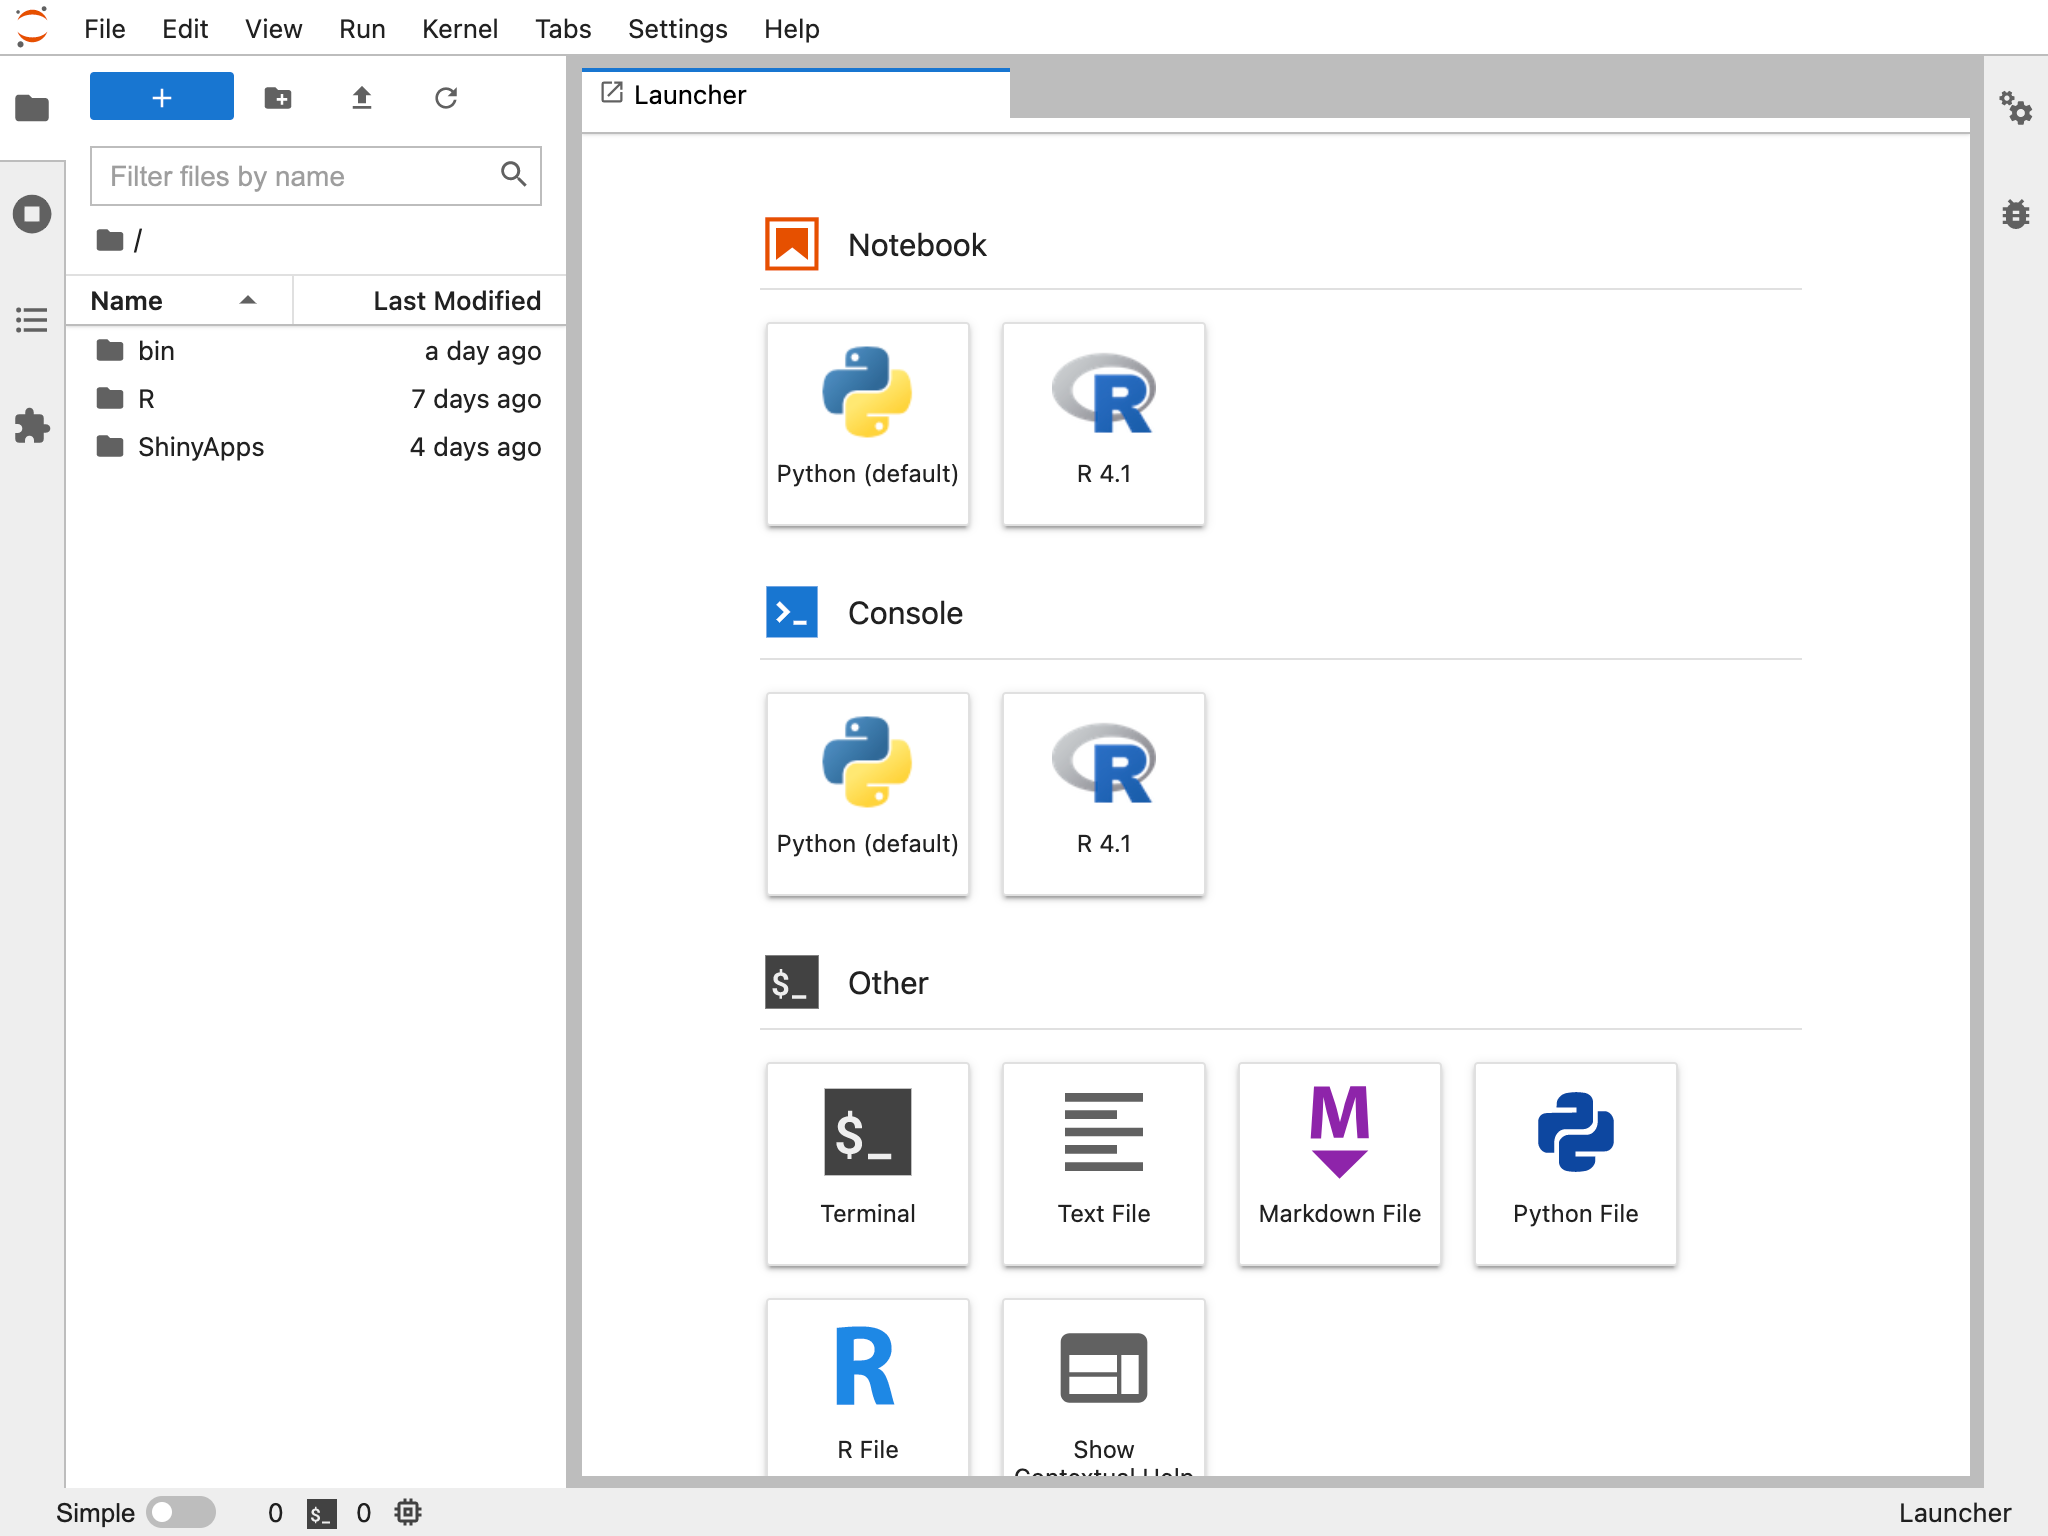 File Edit View Run Kernel Tabs Settings Help
Launcher
Filter files by name
/
Name Last Modified
bin a day ago
R 7 days ago
ShinyApps 4 days ago
Notebook
Python (default) R 4.1
Console
Python (default) R 4.1
$_ Other
$_
Terminal Text File Markdown File Python File
R File Show
Contextual Help
Simple 0 $_ 0 Launcher